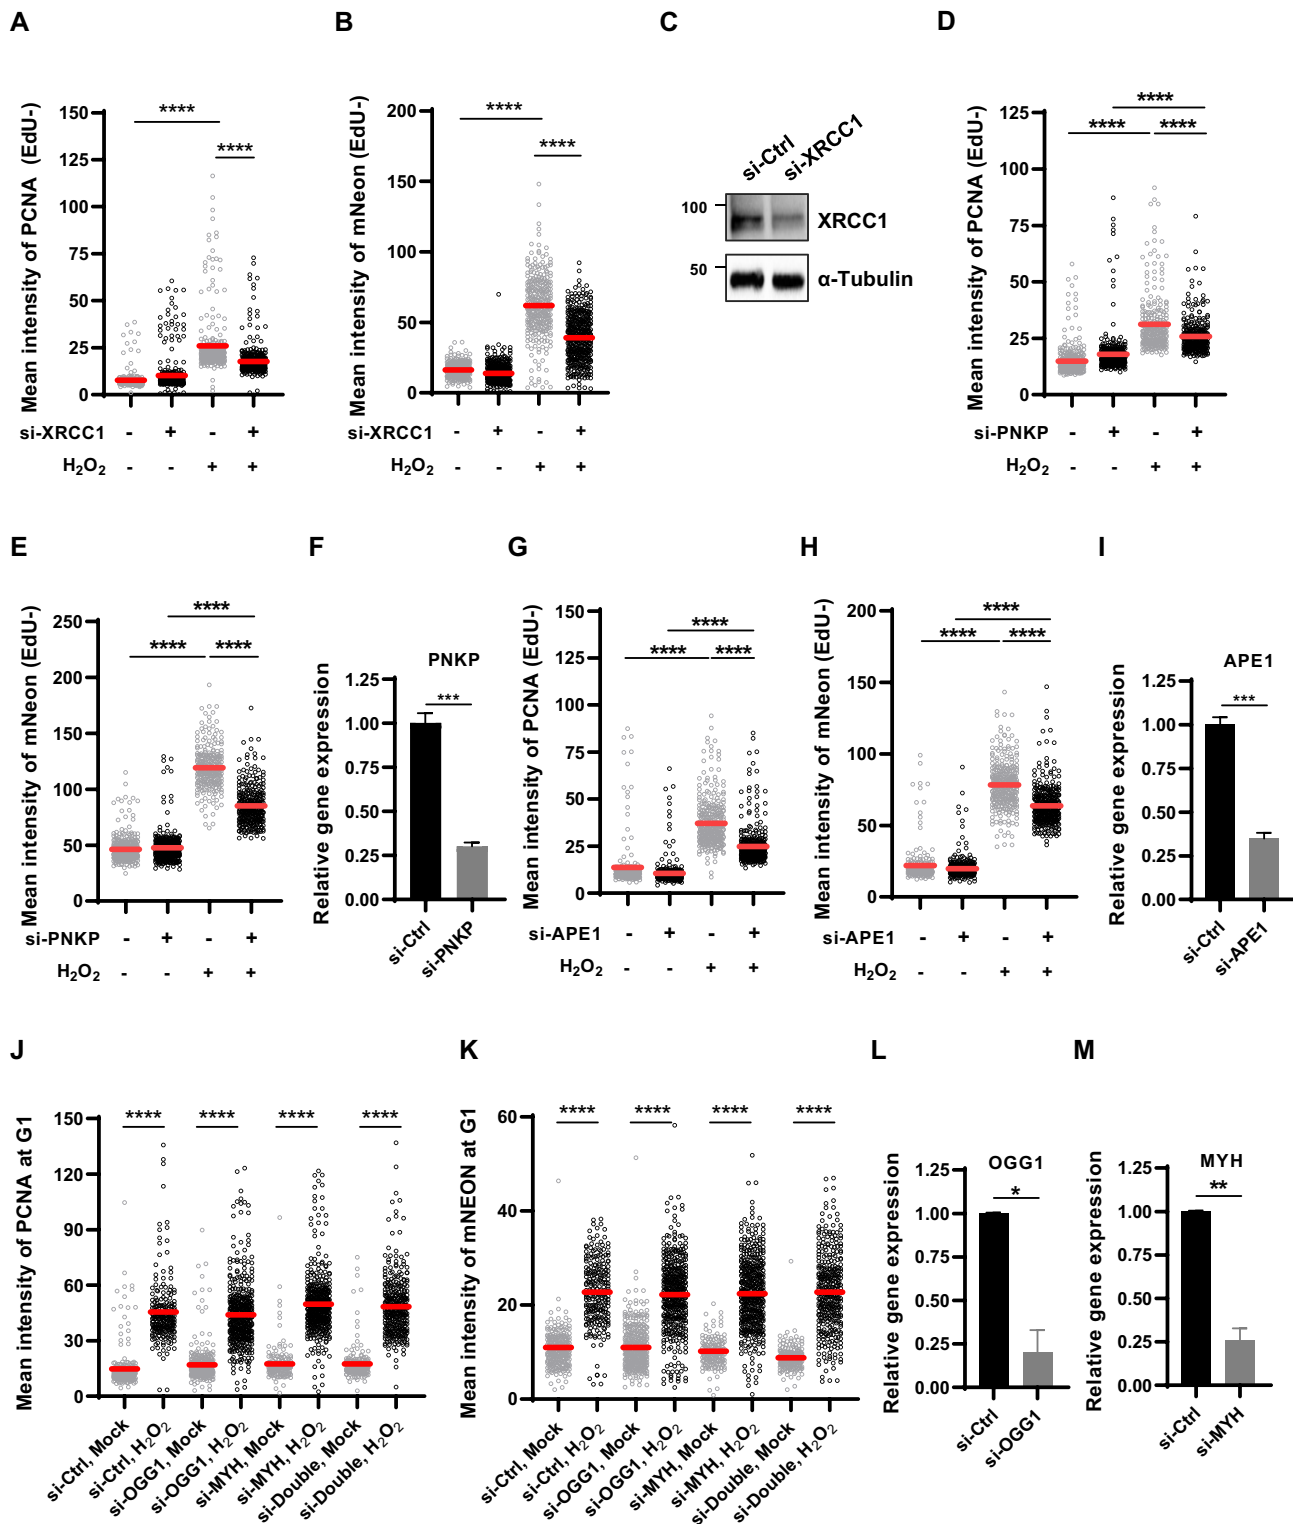 A
B
C
D
Mean intensity of PCNA (EdU-)
150
125
100
75
50
25
0
****
****
si-XRCC1 - + - +
H₂O₂ - - + +
Mean intensity of mNeon (EdU-)
200
150
100
50
0
****
****
si-XRCC1 - + - +
H₂O₂ - - + +
si-Ctrl
si-XRCC1
100
XRCC1
50
α-Tubulin
Mean intensity of PCNA (EdU-)
125
100
75
50
25
0
****
**** ****
si-PNKP - + - +
H₂O₂ - - + +
E
F
G
H
I
Mean intensity of mNeon (EdU-)
250
200
150
100
50
0
****
**** ****
si-PNKP - + - +
H₂O₂ - - + +
PNKP
Relative gene expression
1.25
1.00
0.75
0.50
0.25
0.00
***
si-Ctrl
si-PNKP
Mean intensity of PCNA (EdU-)
150
125
100
75
50
25
0
****
**** ****
si-APE1 - + - +
H₂O₂ - - + +
Mean intensity of mNeon (EdU-)
200
150
100
50
0
****
**** ****
si-APE1 - + - +
H₂O₂ - - + +
APE1
Relative gene expression
1.25
1.00
0.75
0.50
0.25
0.00
***
si-Ctrl
si-APE1
J
K
L
M
Mean intensity of PCNA at G1
150
120
90
60
30
0
**** **** **** ****
si-Ctrl, Mock
si-Ctrl, H₂O₂
si-OGG1, Mock
si-OGG1, H₂O₂
si-MYH, Mock
si-MYH, H₂O₂
si-Double, Mock
si-Double, H₂O₂
Mean intensity of mNEON at G1
60
40
20
0
**** **** **** ****
si-Ctrl, Mock
si-Ctrl, H₂O₂
si-OGG1, Mock
si-OGG1, H₂O₂
si-MYH, Mock
si-MYH, H₂O₂
si-Double, Mock
si-Double, H₂O₂
OGG1
Relative gene expression
1.25
1.00
0.75
0.50
0.25
0.00
*
si-Ctrl
si-OGG1
MYH
Relative gene expression
1.25
1.00
0.75
0.50
0.25
0.00
**
si-Ctrl
si-MYH